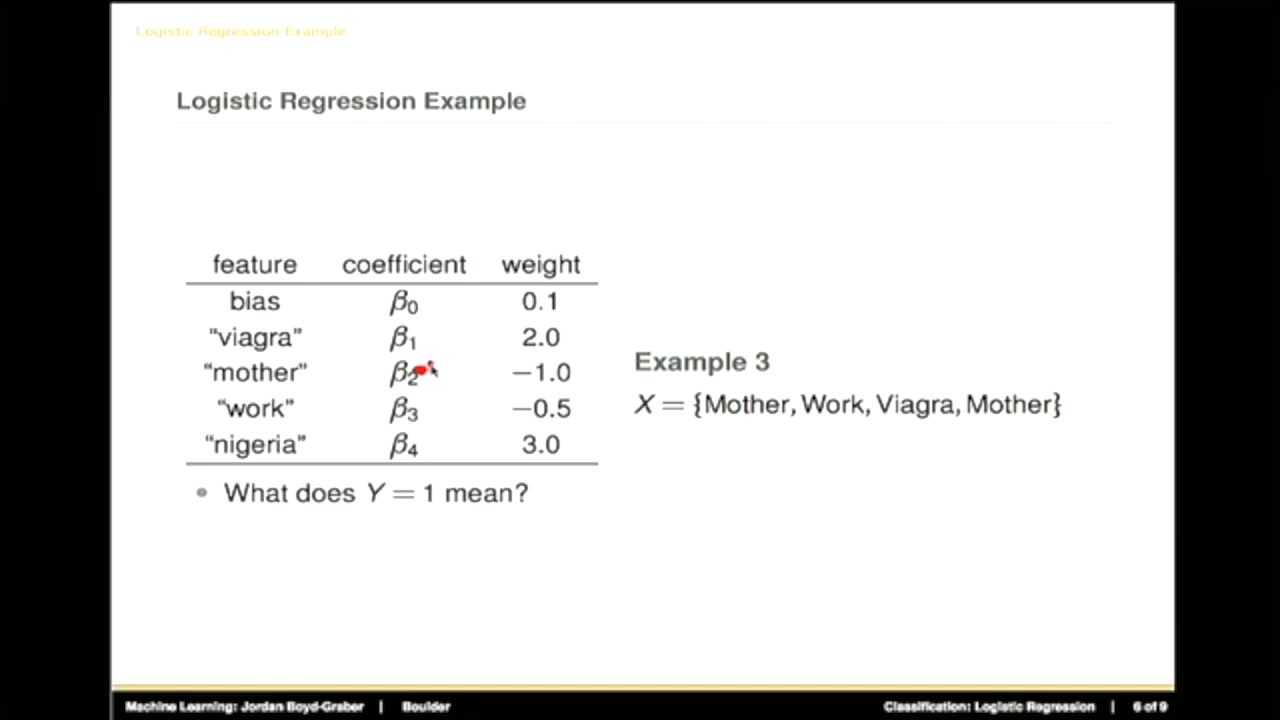 Logistic Regression Example
Logistic Regression Example
feature coefficient weight
bias β0 0.1
“viagra” β1 2.0
“mother” β2 −1.0
“work” β3 −0.5
“nigeria” β4 3.0
• What does Y = 1 mean?
Example 3
X = {Mother, Work, Viagra, Mother}
Machine Learning: Jordan Boyd-Graber | Boulder
Classification: Logistic Regression | 6 of 9